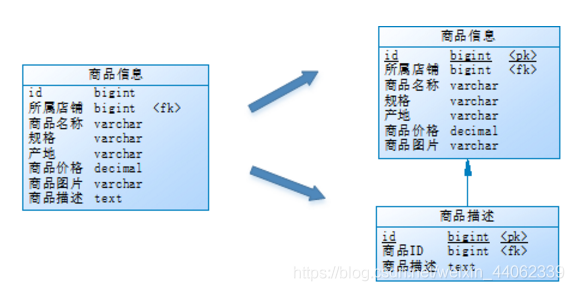 商品信息
id bigint
所属店铺 bigint <fk>
商品名称 varchar
规格 varchar
产地 varchar
商品价格 decimal
商品图片 varchar
商品描述 text
商品信息
id bigint <pk>
所属店铺 bigint <fk>
商品名称 varchar
规格 varchar
产地 varchar
商品价格 decimal
商品图片 varchar
商品描述
id bigint <pk>
商品ID bigint <fk>
商品描述 text
https://blog.csdn.net/weixin_44062339